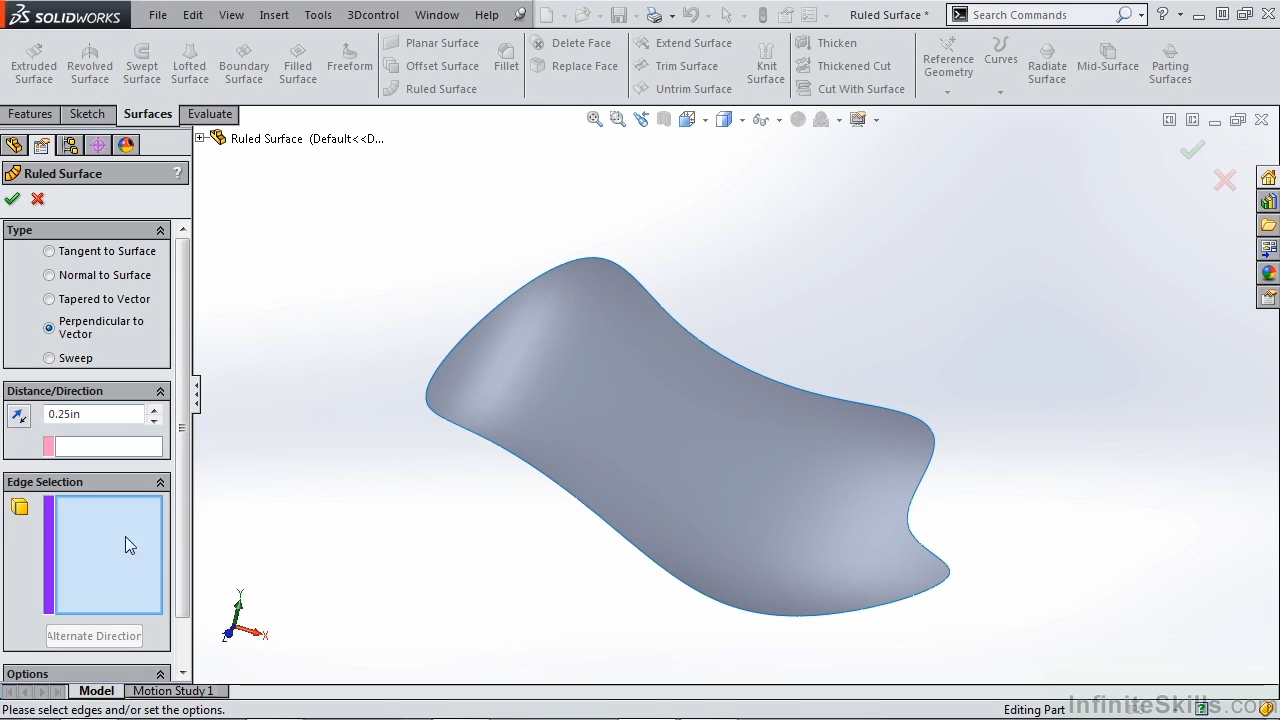 SOLIDWORKS
File Edit View Insert Tools 3Dcontrol Window Help
Ruled Surface *
Search Commands
Extruded Surface
Revolved Surface
Swept Surface
Lofted Surface
Boundary Surface
Filled Surface
Freeform
Planar Surface
Offset Surface
Ruled Surface
Fillet
Delete Face
Replace Face
Extend Surface
Trim Surface
Untrim Surface
Knit Surface
Thicken
Thickened Cut
Cut With Surface
Reference Geometry
Curves
Radiate Surface
Mid-Surface
Parting Surfaces
Features Sketch Surfaces Evaluate
Ruled Surface (Default<<D...
Ruled Surface ?
Type
Tangent to Surface
Normal to Surface
Tapered to Vector
Perpendicular to
Vector
Sweep
Distance/Direction
0.25in
Edge Selection
Alternate Direction
Options
Y
X
Z
Model Motion Study 1
Please select edges and/or set the options.
Editing Part
InfiniteSkills.com